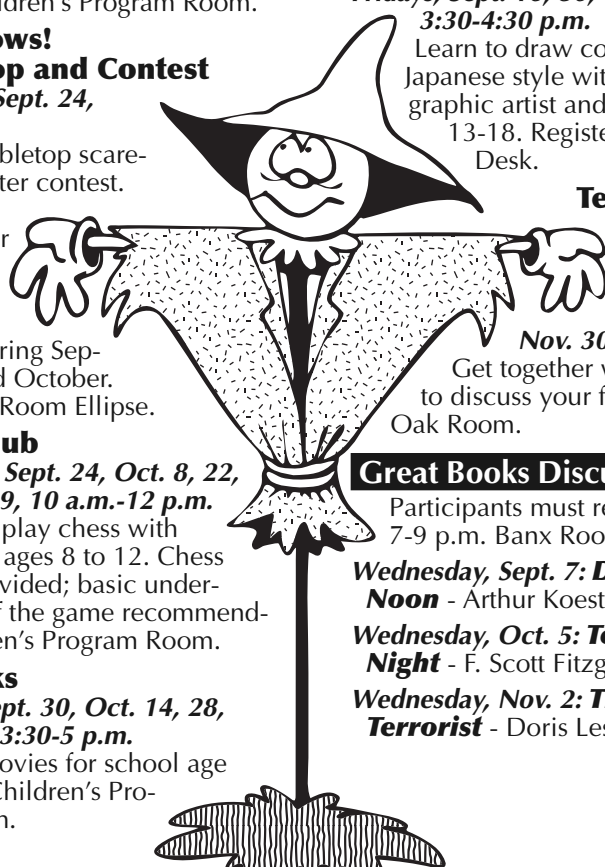 ildren's Program Room.
ows!
op and Contest
Sept. 24,
bletop scare-
ter contest.
r
ring Sep-
d October.
Room Ellipse.
ub
Sept. 24, Oct. 8, 22,
9, 10 a.m.-12 p.m.
play chess with
ages 8 to 12. Chess
vided; basic under-
f the game recommend-
en's Program Room.
ks
ept. 30, Oct. 14, 28,
3:30-5 p.m.
ovies for school age
Children's Pro-
n.
3:30-4:30 p.m.
Learn to draw co
Japanese style wit
graphic artist and
13-18. Registe
Desk.
Te
Nov. 30
Get together
to discuss your f
Oak Room.
Great Books Discu
Participants must re
7-9 p.m. Banx Roo
Wednesday, Sept. 7: D
Noon - Arthur Koest
Wednesday, Oct. 5: Te
Night - F. Scott Fitzg
Wednesday, Nov. 2: T
Terrorist - Doris Les